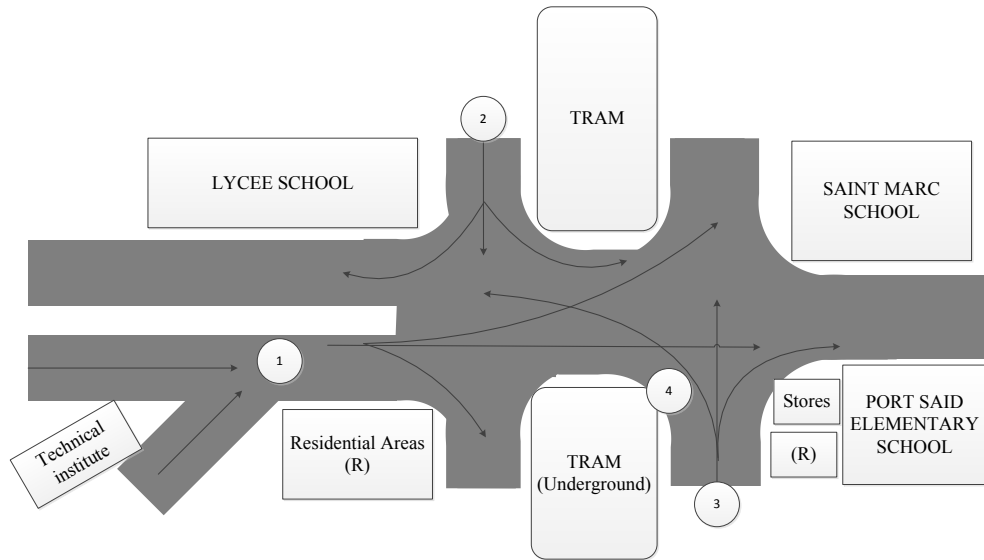 2
TRAM
LYCEE SCHOOL
SAINT MARC
SCHOOL
1
4
Technical
institute
Residential Areas
(R)
TRAM
(Underground)
Stores
(R)
PORT SAID
ELEMENTARY
SCHOOL
3